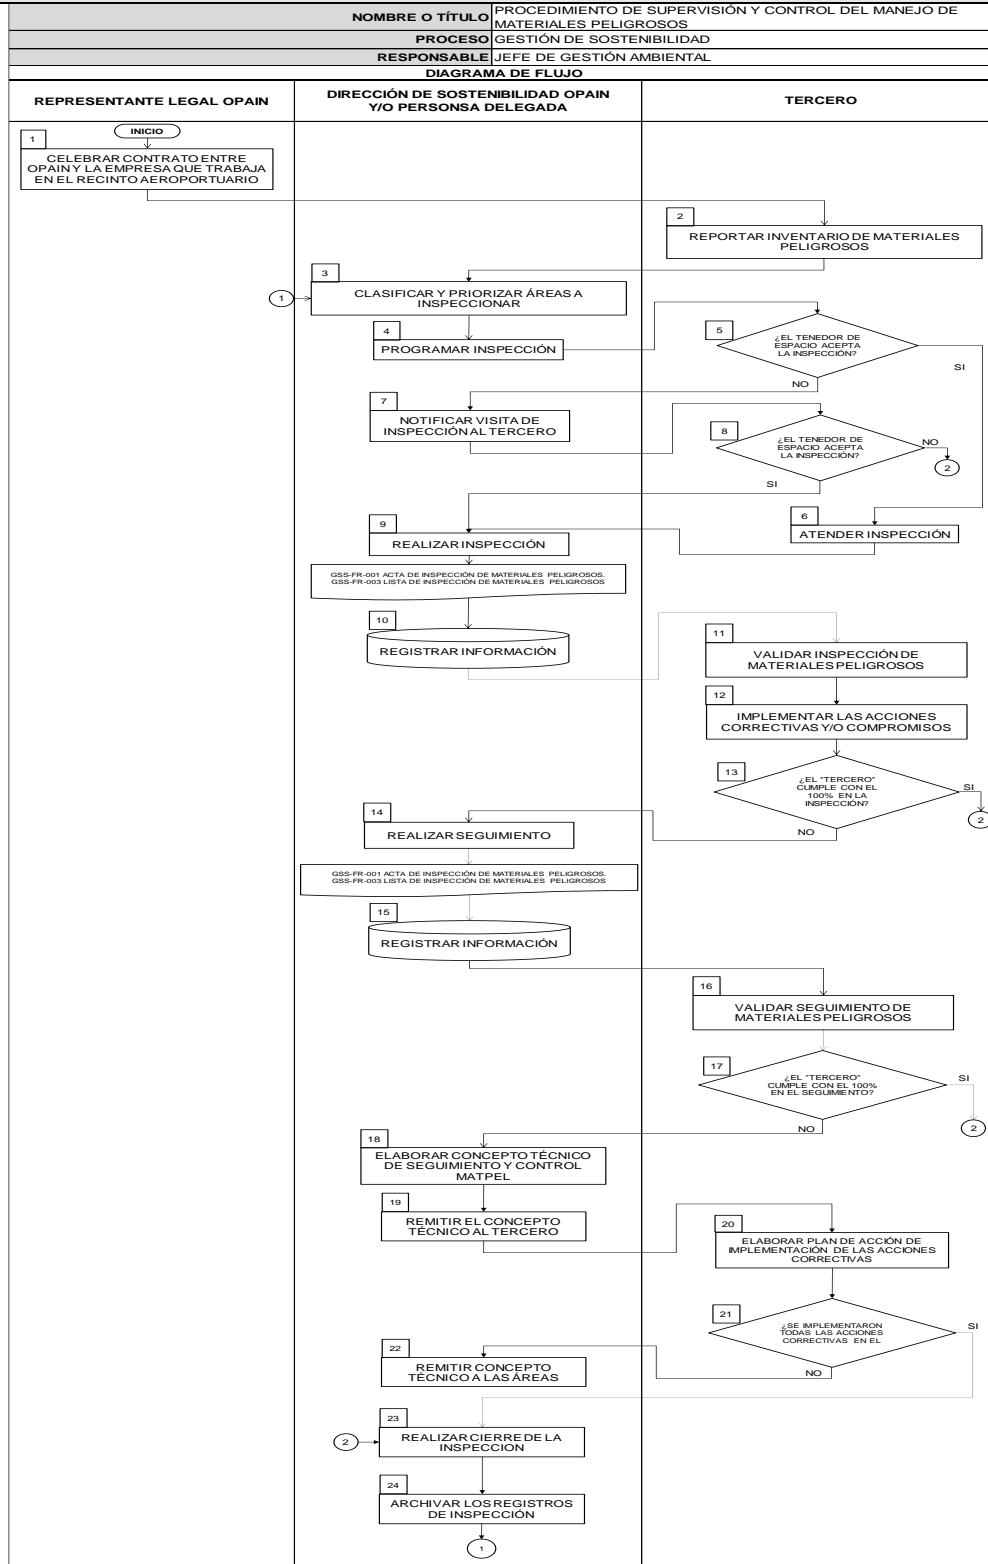 NOMBRE O TÍTULO
PROCEDIMIENTO DE SUPERVISIÓN Y CONTROL DEL MANEJO DE
MATERIALES PELIGROSOS
PROCESO
GESTIÓN DE SOSTENIBILIDAD
RESPONSABLE
JEFE DE GESTIÓN AMBIENTAL
DIAGRAMA DE FLUJO
REPRESENTANTE LEGAL OPAIN
DIRECCIÓN DE SOSTENIBILIDAD OPAIN
Y/O PERSONSA DELEGADA
TERCERO
INICIO
1
CELEBRAR CONTRATO ENTRE
OPAIN Y LA EMPRESA QUE TRABAJA
EN EL RECINTO AEROPORTUARIO
2
REPORTAR INVENTARIO DE MATERIALES
PELIGROSOS
3
1
CLASIFICAR Y PRIORIZAR ÁREAS A
INSPECCIONAR
4
PROGRAMAR INSPECCIÓN
5
¿EL TENEDOR DE
ESPACIO ACEPTA
LA INSPECCIÓN?
SI
NO
7
NOTIFICAR VISITA DE
INSPECCIÓN AL TERCERO
8
¿EL TENEDOR DE
ESPACIO ACEPTA
LA INSPECCIÓN?
NO
2
SI
6
ATENDER INSPECCIÓN
9
REALIZAR INSPECCIÓN
GSS-FR-001 ACTA DE INSPECCIÓN DE MATERIALES PELIGROSOS.
GSS-FR-003 LISTA DE INSPECCIÓN DE MATERIALES PELIGROSOS
10
REGISTRAR INFORMACIÓN
11
VALIDAR INSPECCIÓN DE
MATERIALES PELIGROSOS
12
IMPLEMENTAR LAS ACCIONES
CORRECTIVAS Y/O COMPROMISOS
13
¿EL "TERCERO"
CUMPLE CON EL
100% EN LA
INSPECCIÓN?
SI
2
NO
14
REALIZAR SEGUIMIENTO
GSS-FR-001 ACTA DE INSPECCIÓN DE MATERIALES PELIGROSOS.
GSS-FR-003 LISTA DE INSPECCIÓN DE MATERIALES PELIGROSOS
15
REGISTRAR INFORMACIÓN
16
VALIDAR SEGUIMIENTO DE
MATERIALES PELIGROSOS
17
¿EL "TERCERO"
CUMPLE CON EL 100%
EN EL SEGUIMIENTO?
SI
2
NO
18
ELABORAR CONCEPTO TÉCNICO
DE SEGUIMIENTO Y CONTROL
MATPEL
19
REMITIR EL CONCEPTO
TÉCNICO AL TERCERO
20
ELABORAR PLAN DE ACCIÓN DE
IMPLEMENTACIÓN DE LAS ACCIONES
CORRECTIVAS
21
¿SE IMPLEMENTARON
TODAS LAS ACCIONES
CORRECTIVAS EN EL
SI
NO
22
REMITIR CONCEPTO
TÉCNICO A LAS ÁREAS
23
2
REALIZAR CIERRE DE LA
INSPECCION
24
ARCHIVAR LOS REGISTROS
DE INSPECCIÓN
1